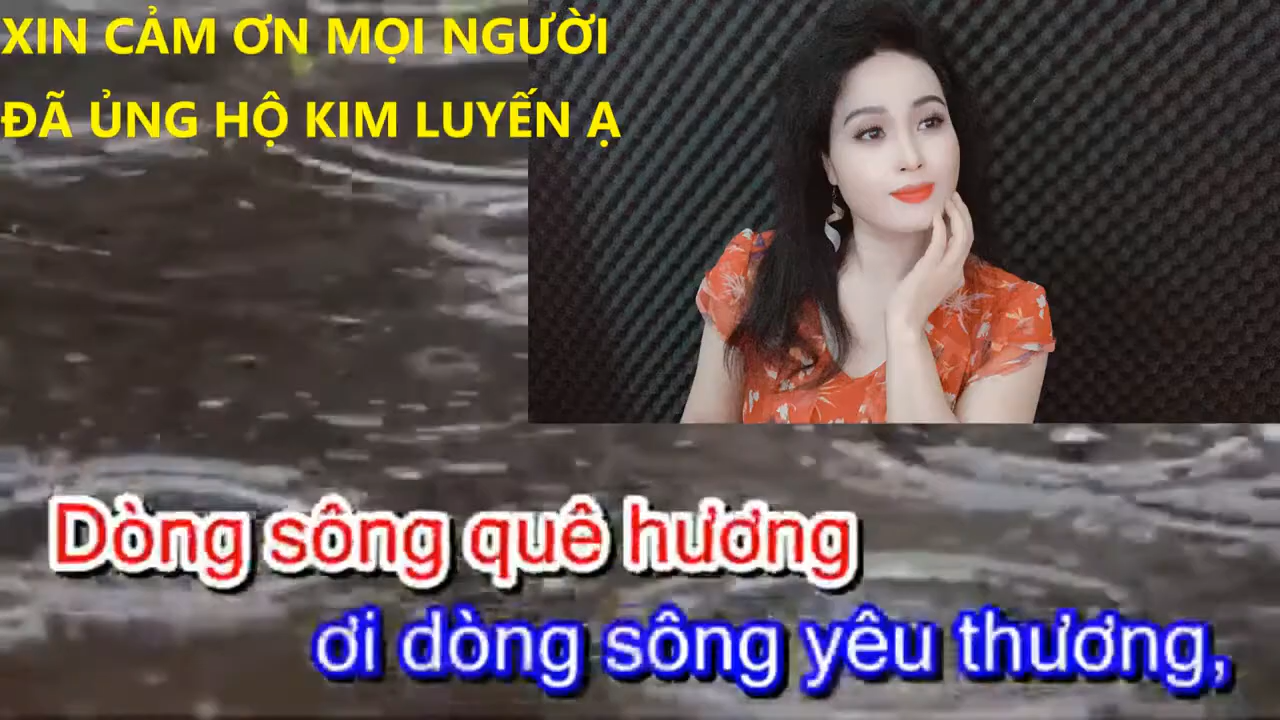 XIN CẢM ƠN MỌI NGƯỜI
ĐÃ ỦNG HỘ KIM LUYẾN Ạ
Dòng sông quê hương
ơi dòng sông yêu thương,